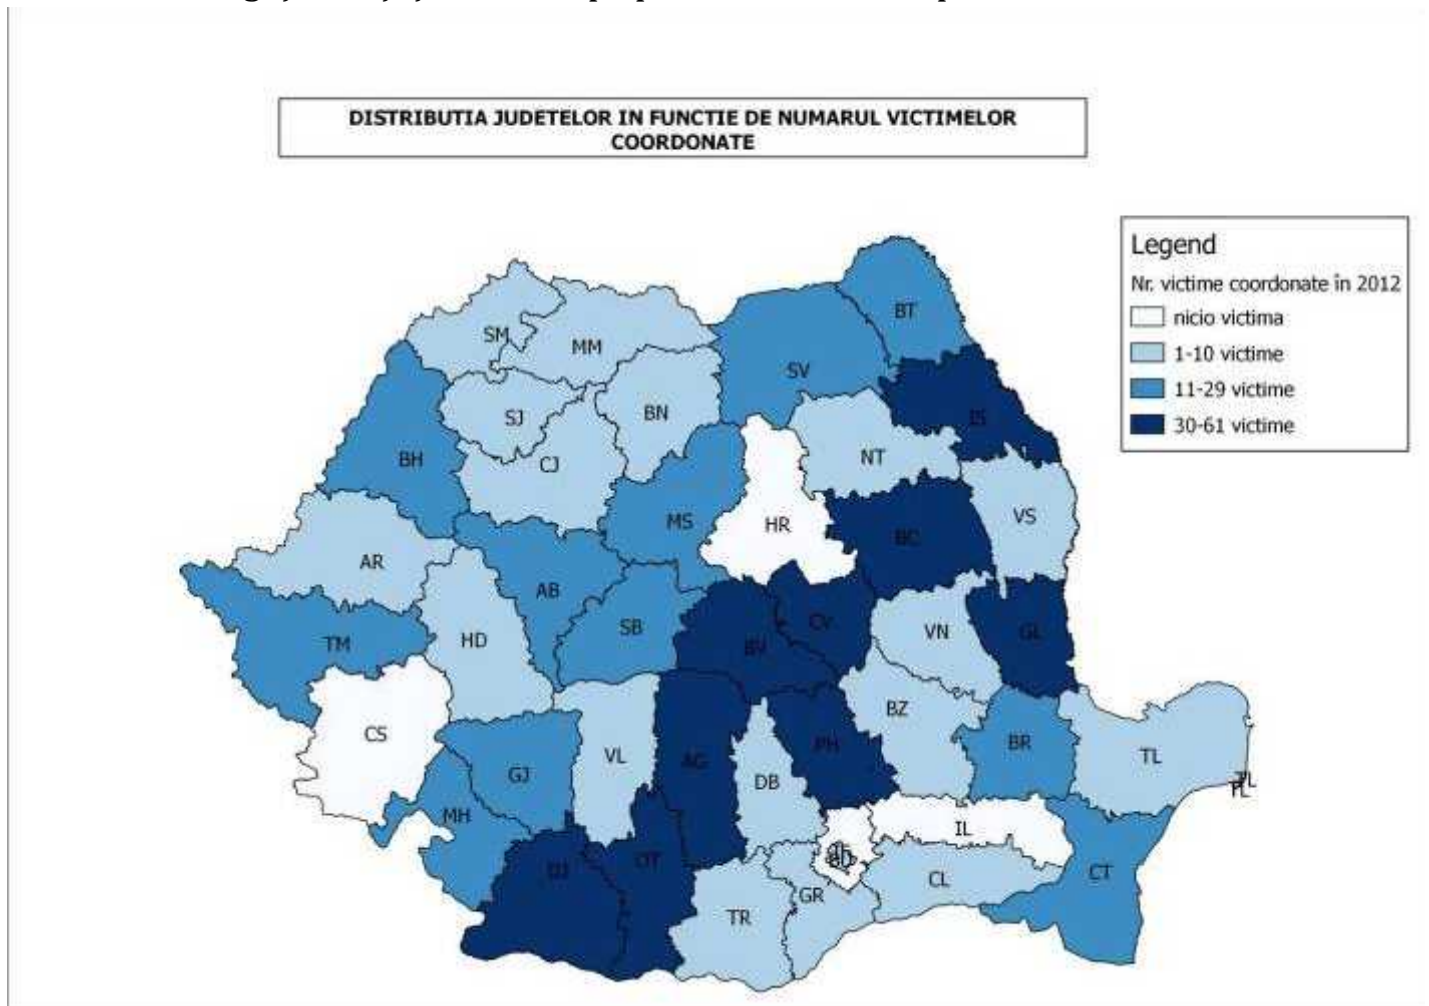 DISTRIBUTIA JUDETELOR IN FUNCTIE DE NUMARUL VICTIMELOR
COORDONATE
Legend
Nr. victime coordonate în 2012
nicio victima
1-10 victime
11-29 victime
30-61 victime
BT
SM
MM
SV
BN
SJ
IS
BH
CJ
NT
MS
HR
VS
BC
AR
AB
SB
CV
VN
GL
TM
HD
BV
BZ
CS
BR
VL
TL
GJ
AG
PH
DB
TL
TL
MH
IL
OT
DJ
CT
CL
GR
TR